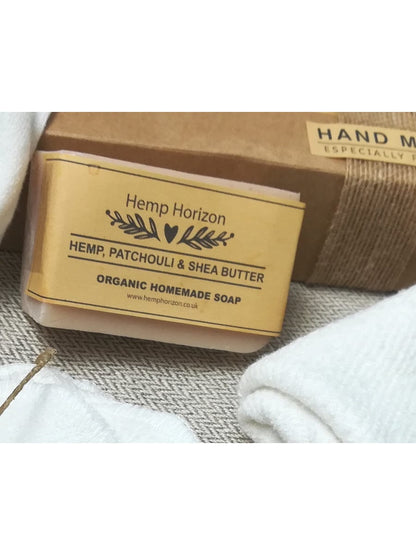 HAND M
ESPECIALLY
Hemp Horizon
HEMP, PATCHOULI & SHEA BUTTER
ORGANIC HOMEMADE SOAP
www.hemphorizon.co.uk